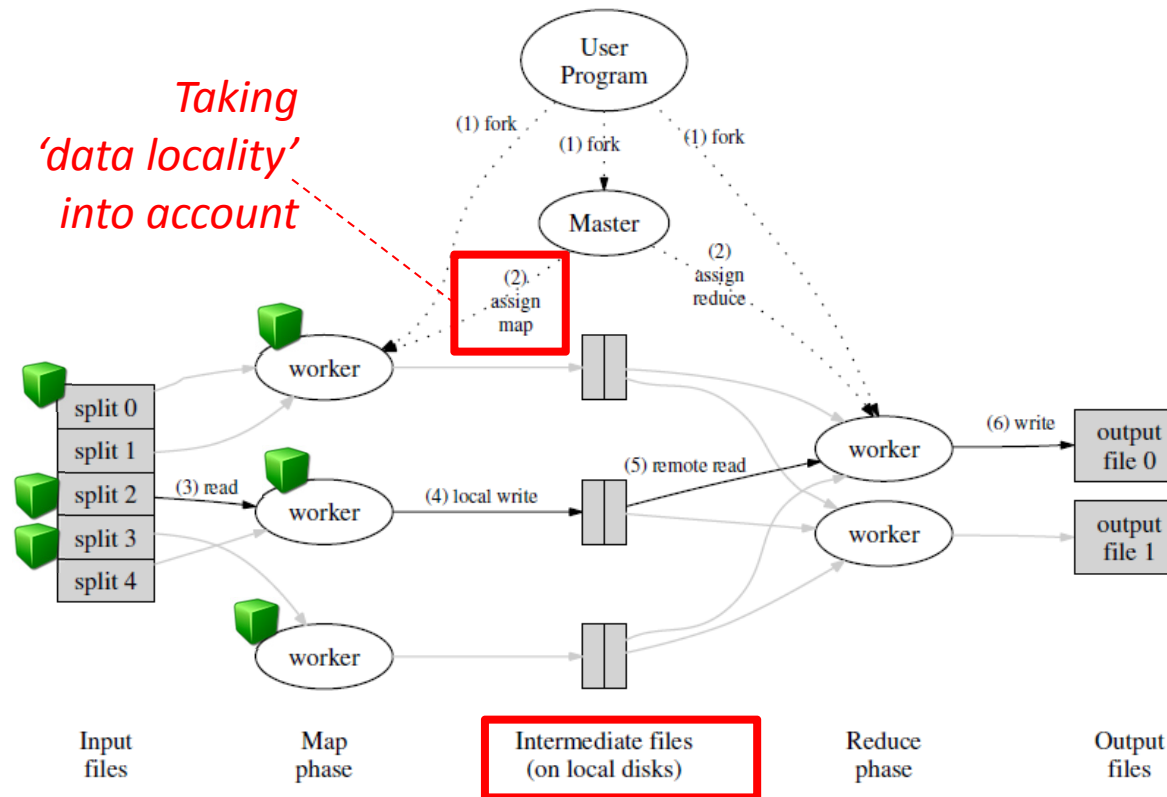 User
Program
Taking
‘data locality’
into account
(1) fork
(1) fork
(1) fork
Master
(2)
assign
map
(2)
assign
reduce
worker
split 0
split 1
split 2
split 3
split 4
(3) read
worker
(4) local write
(5) remote read
worker
(6) write
output
file 0
worker
output
file 1
worker
Input
files
Map
phase
Intermediate files
(on local disks)
Reduce
phase
Output
files